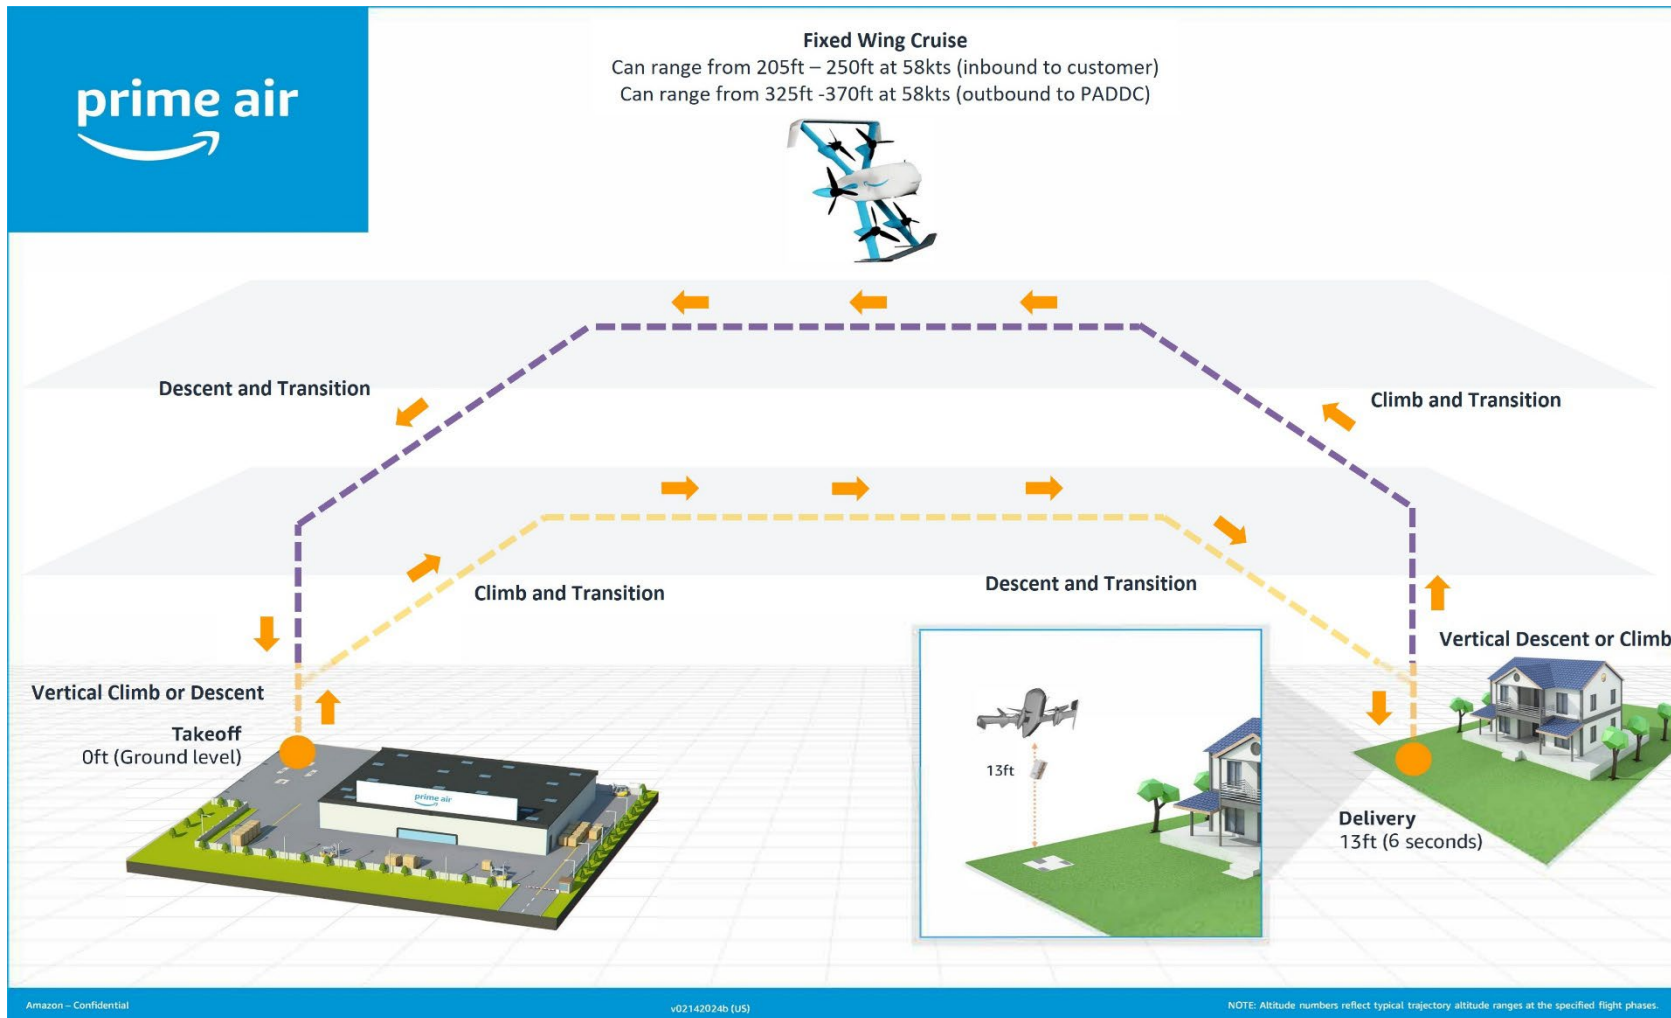 prime air
Fixed Wing Cruise
Can range from 205ft – 250ft at 58kts (inbound to customer)
Can range from 325ft -370ft at 58kts (outbound to PADDC)
Descent and Transition
Climb and Transition
Climb and Transition
Descent and Transition
Vertical Descent or Climb
Vertical Climb or Descent
Takeoff
0ft (Ground level)
prime air
13ft
Delivery
13ft (6 seconds)
Amazon – Confidential
v02142024b (US)
NOTE: Altitude numbers reflect typical trajectory altitude ranges at the specified flight phases.